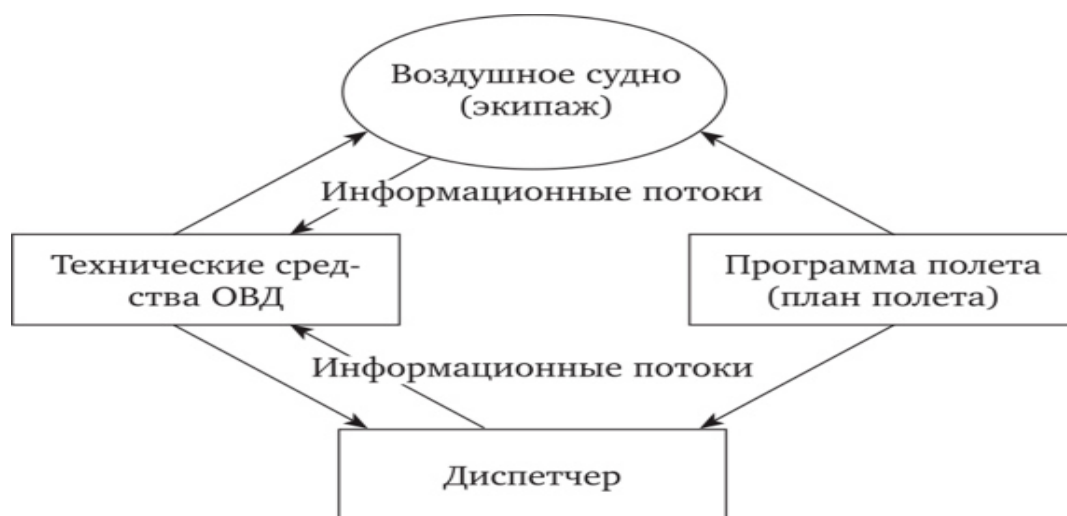 Воздушное судно
(экипаж)
Информационные потоки
Технические сред-
ства ОВД
Программа полета
(план полета)
Информационные потоки
Диспетчер